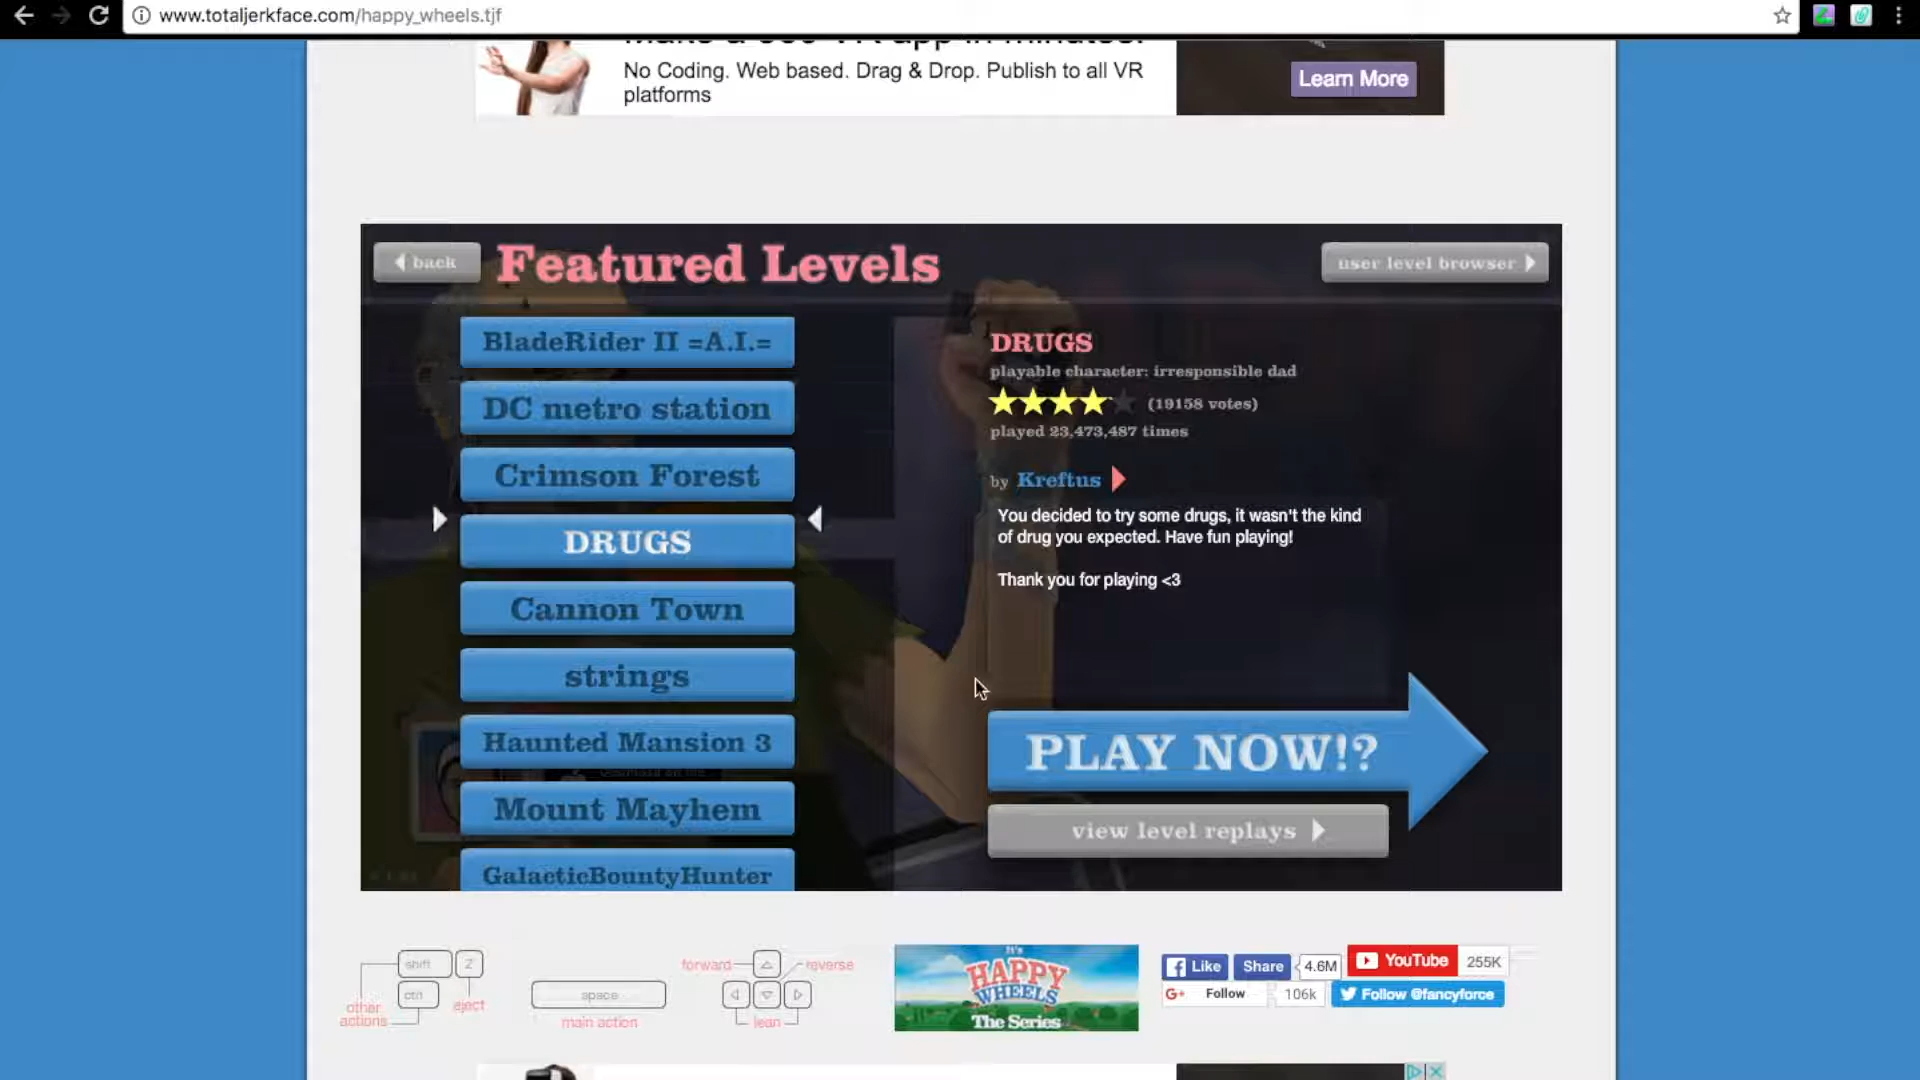 www.totaljerkface.com/happy_wheels.tjf
No Coding. Web based. Drag & Drop. Publish to all VR
platforms
Learn More
back
Featured Levels
user level browser
BladeRider II =A.I.=
DC metro station
Crimson Forest
DRUGS
Cannon Town
strings
Haunted Mansion 3
Mount Mayhem
GalacticBountyHunter
DRUGS
playable character: irresponsible dad
(19158 votes)
played 23,473,487 times
by Kreftus
You decided to try some drugs, it wasn't the kind
of drug you expected. Have fun playing!
Thank you for playing <3
PLAY NOW!?
view level replays
shift
Z
ctrl
other
actions
eject
space
main action
forward
reverse
lean
It's
HAPPY
WHEELS
The Series
Like
Share
4.6M
YouTube
255K
G+ Follow
106k
Follow @fancyforce